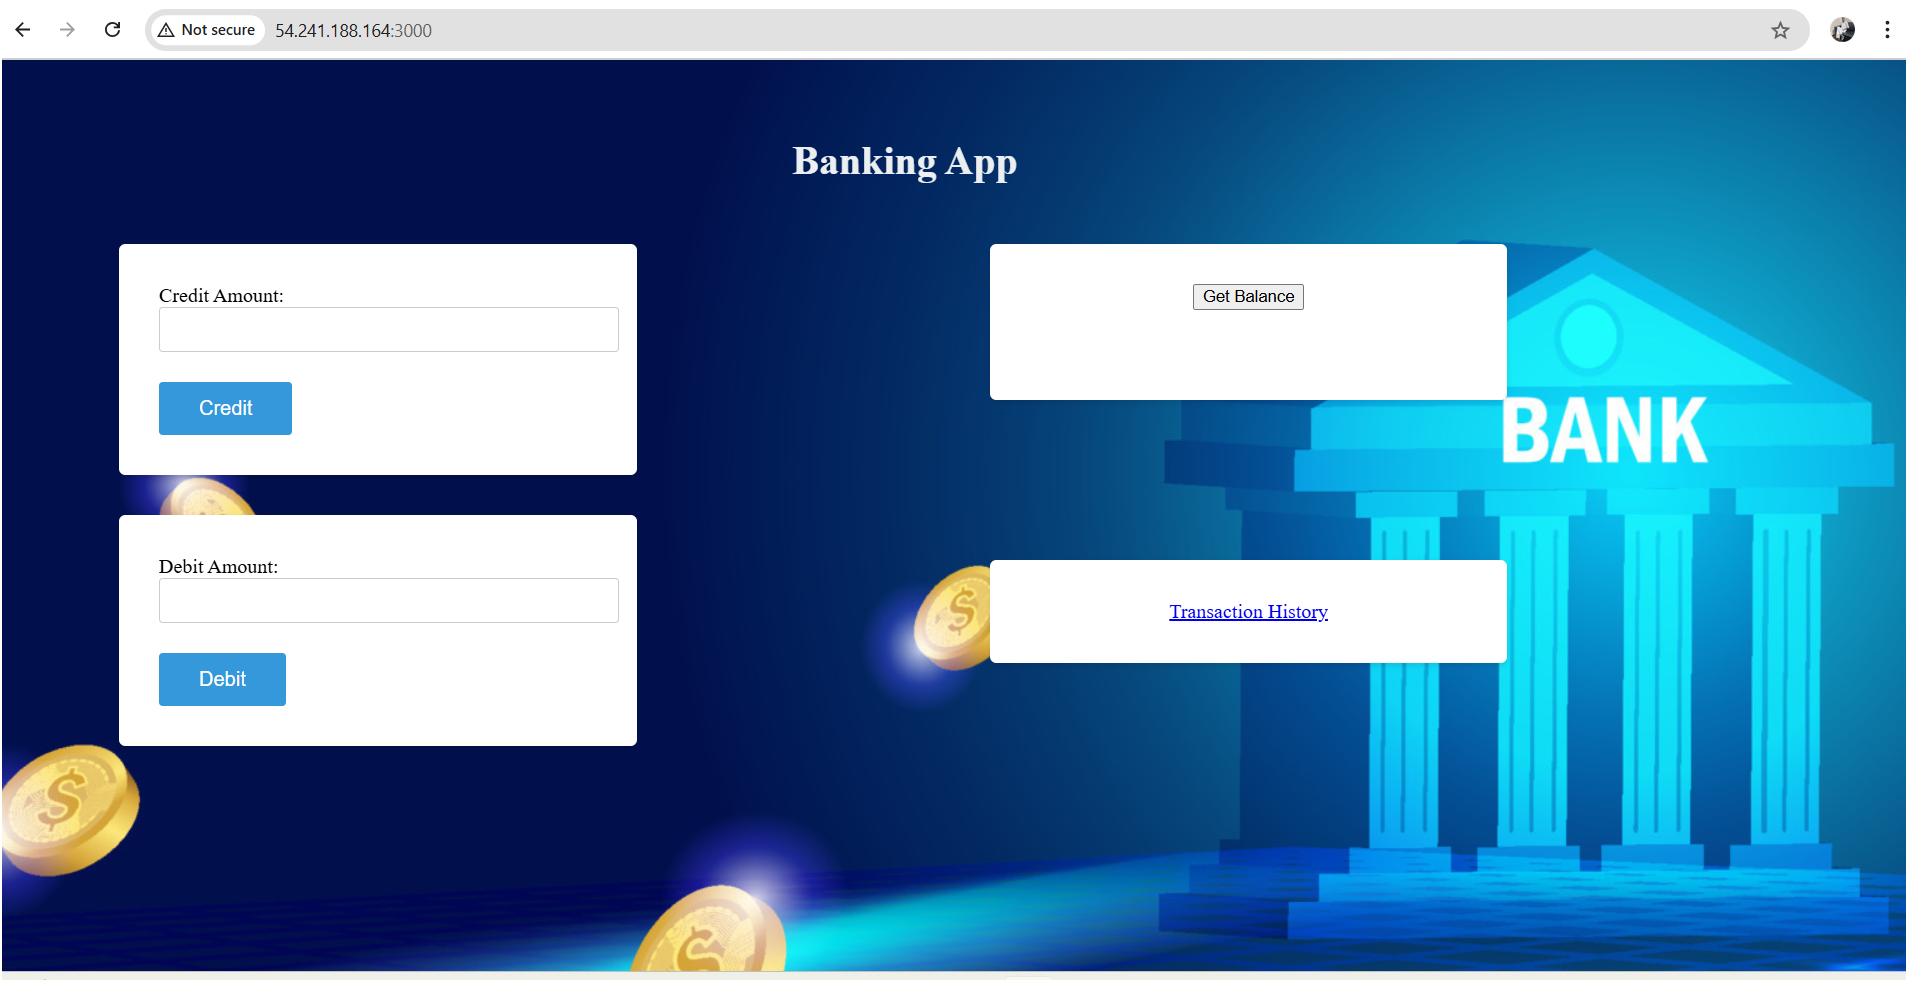 Not secure 54.241.188.164:3000
Banking App
Credit Amount:
Credit
Debit Amount:
Debit
Get Balance
Transaction History
BANK